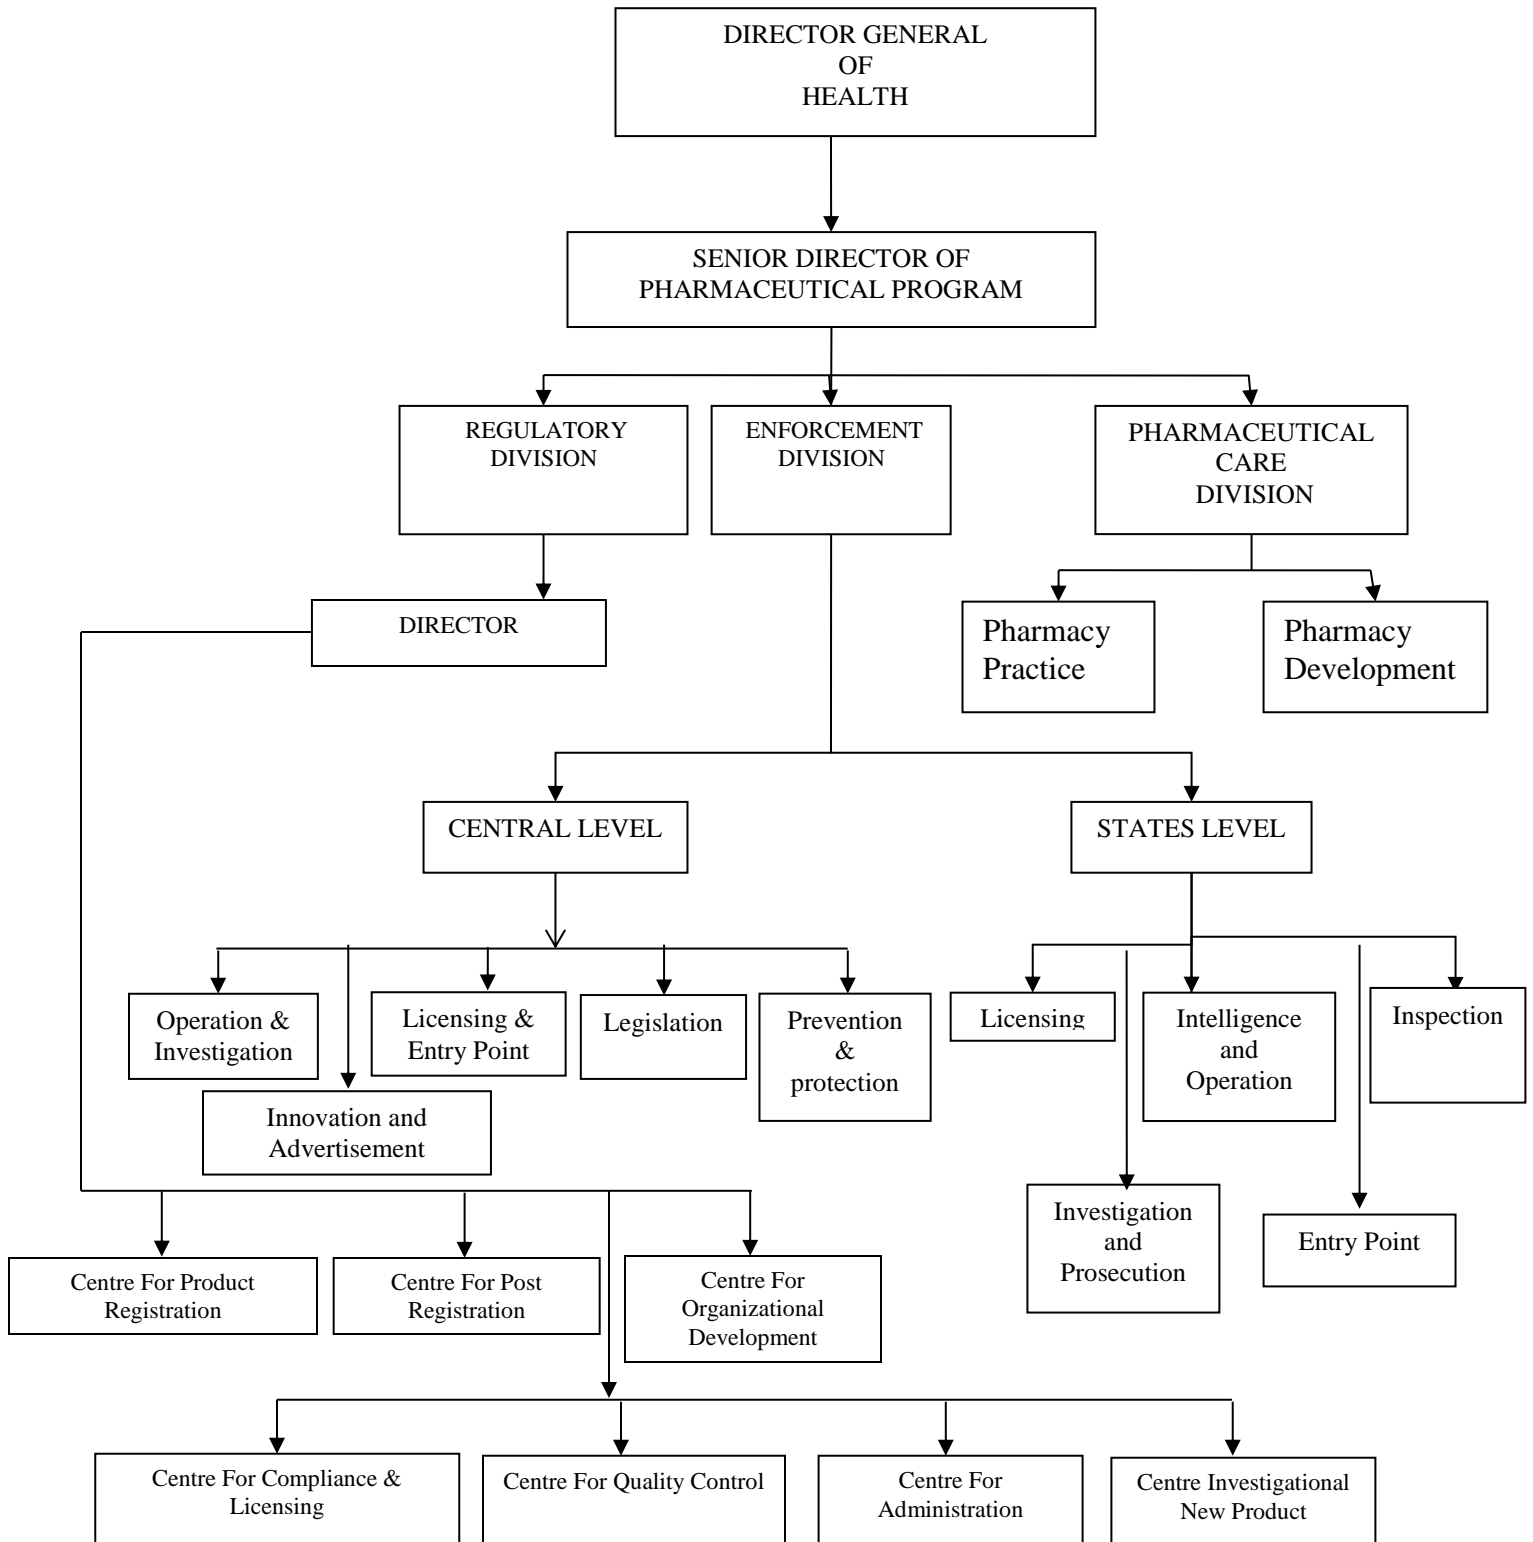 DIRECTOR GENERAL
OF
HEALTH
SENIOR DIRECTOR OF
PHARMACEUTICAL PROGRAM
REGULATORY
DIVISION
ENFORCEMENT
DIVISION
PHARMACEUTICAL
CARE
DIVISION
DIRECTOR
Pharmacy
Practice
Pharmacy
Development
CENTRAL LEVEL
STATES LEVEL
Operation &
Investigation
Licensing &
Entry Point
Legislation
Prevention
&
protection
Licensing
Intelligence
and
Operation
Inspection
Innovation and
Advertisement
Investigation
and
Prosecution
Entry Point
Centre For Product
Registration
Centre For Post
Registration
Centre For
Organizational
Development
Centre For Compliance &
Licensing
Centre For Quality Control
Centre For
Administration
Centre Investigational
New Product